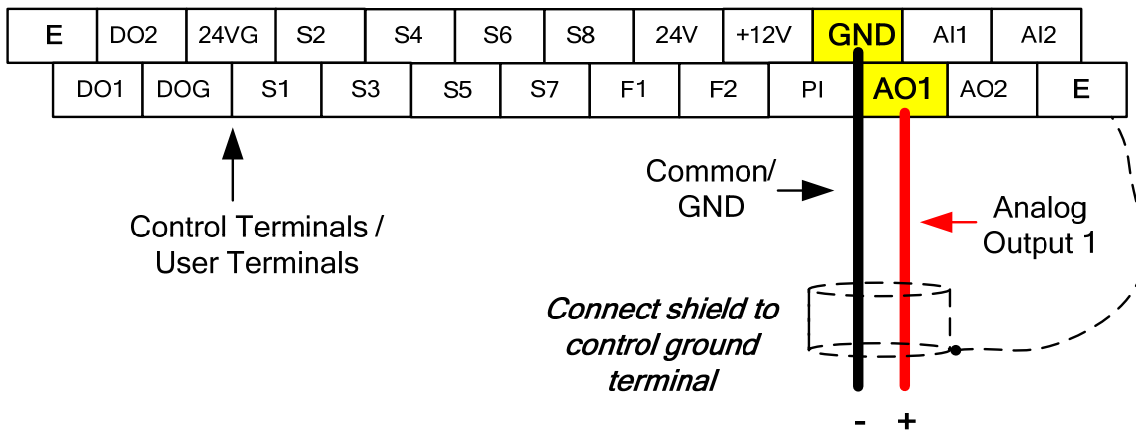 E DO2 24VG S2 S4 S6 S8 24V +12V GND AI1 AI2
DO1 DOG S1 S3 S5 S7 F1 F2 PI AO1 AO2 E
Control Terminals /
User Terminals
Common/
GND
Analog
Output 1
Connect shield to
control ground
terminal
- +